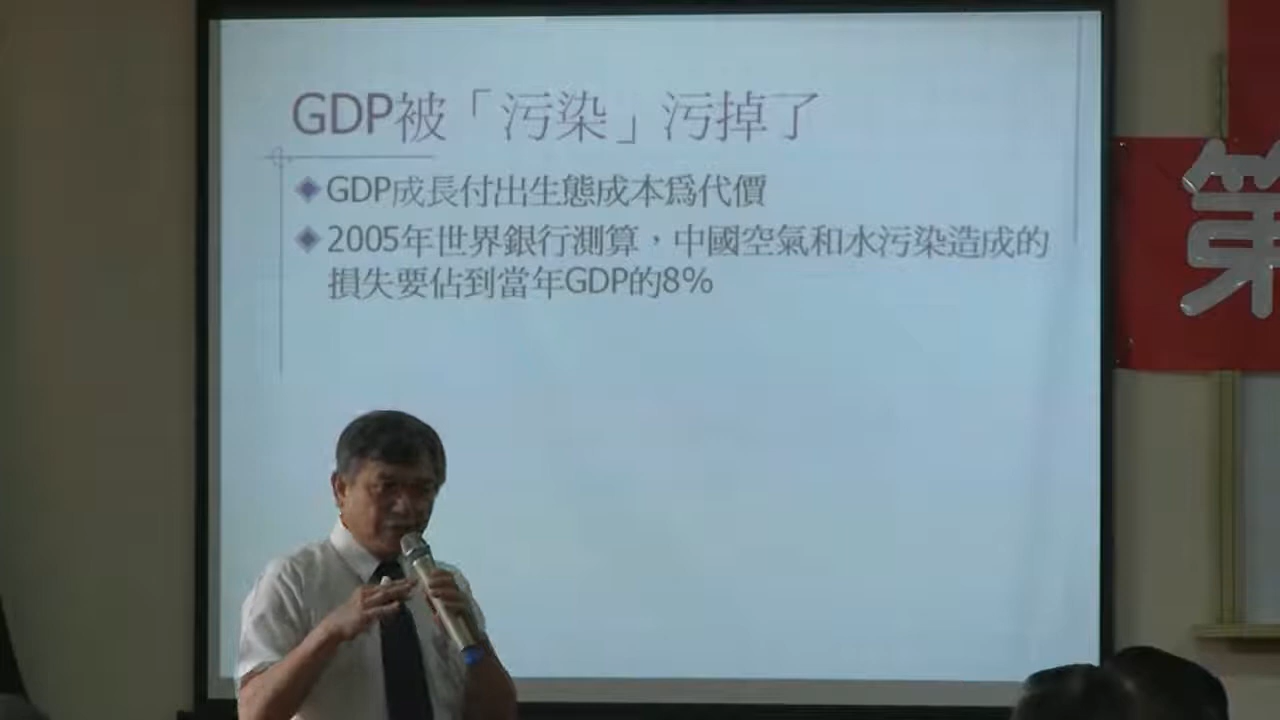 GDP被「污染」污掉了
GDP成長付出生態成本爲代價
2005年世界銀行測算，中國空氣和水污染造成的
損失要佔到當年GDP的8%
第